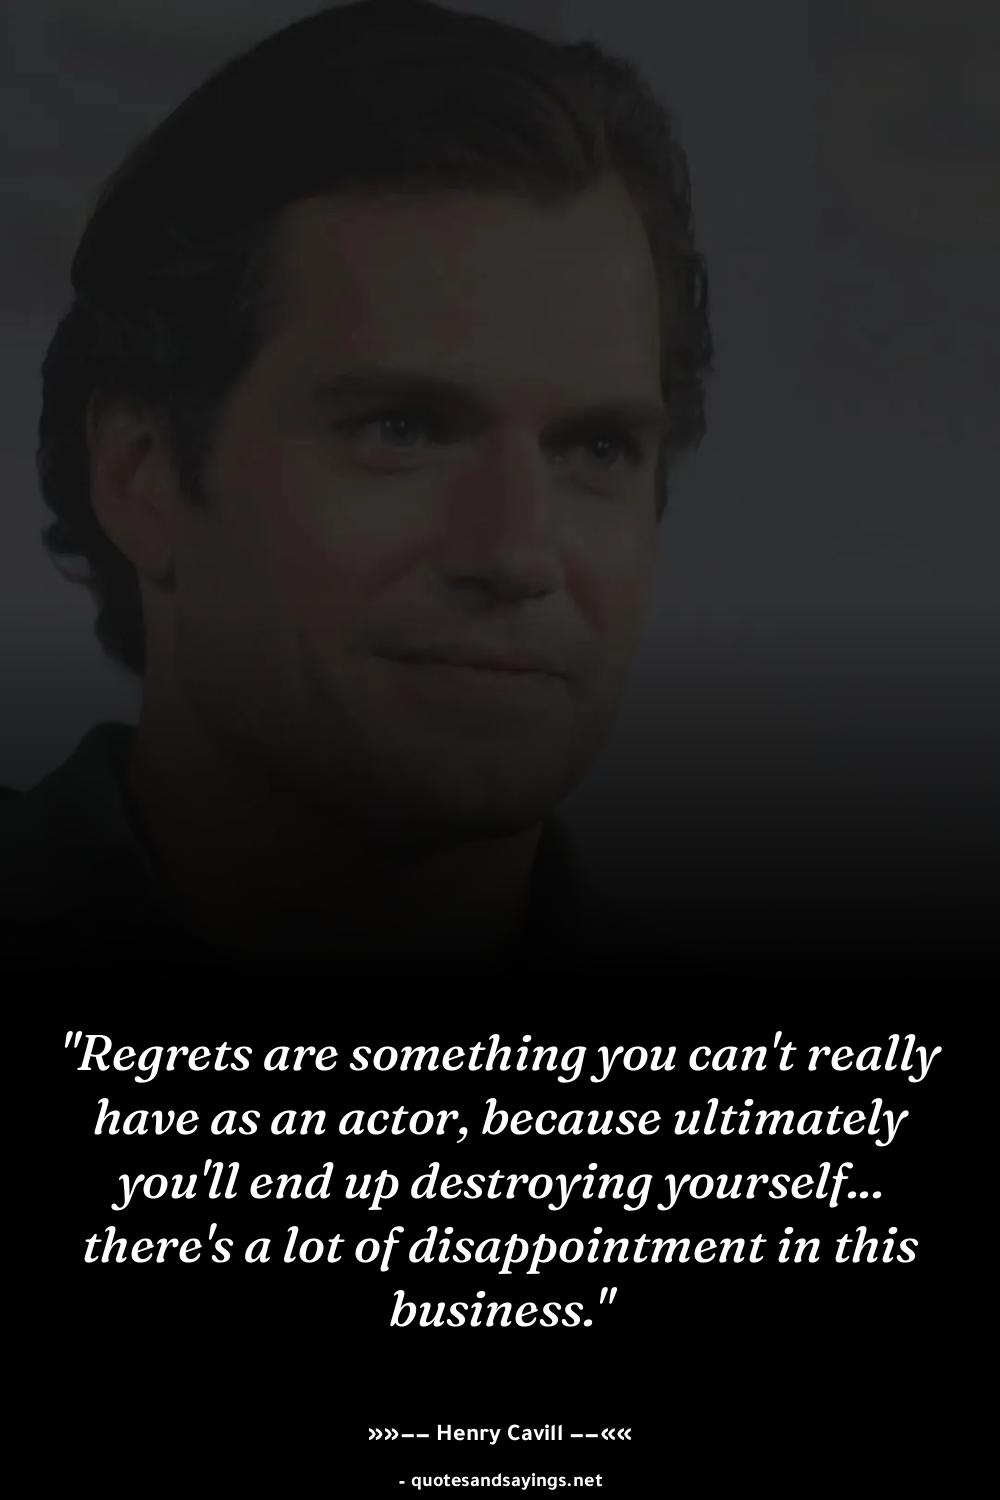 "Regrets are something you can't really
have as an actor, because ultimately
you'll end up destroying yourself...
there's a lot of disappointment in this
business."
»»–– Henry Cavill ––««
- quotesandsayings.net